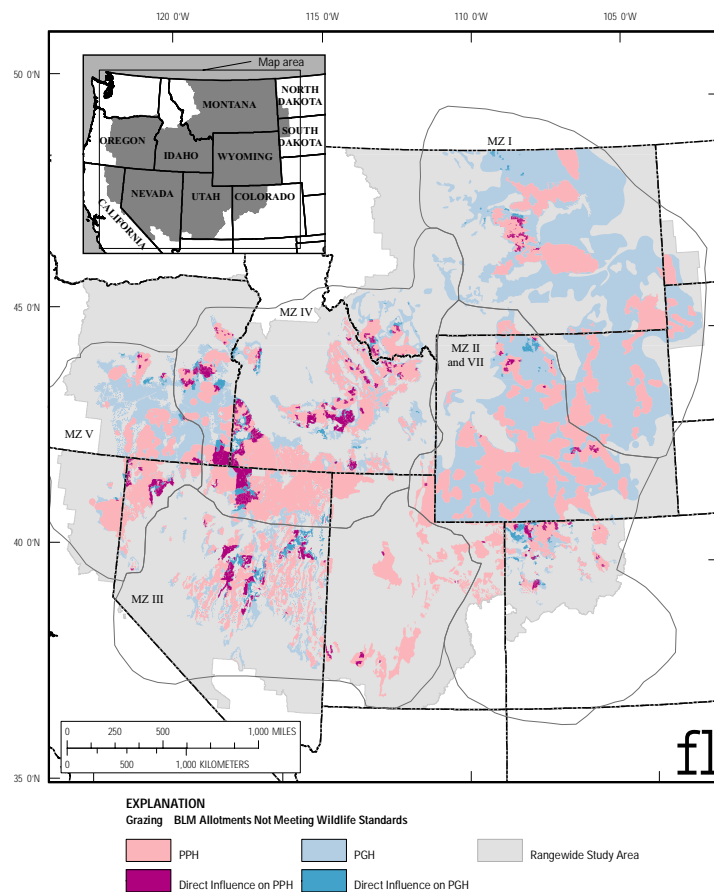 120 0'W
115 0'W
110 0'W
105 0'W
50 0'N
Map area
MONTANA
NORTH
DAKOTA
SOUTH
DAKOTA
OREGON
IDAHO
WYOMING
NEVADA
UTAH
COLORADO
CALIFORNIA
MZ I
45 0'N
MZ IV
MZ II
and VII
MZ V
40 0'N
MZ III
0 250 500 1,000 MILES
0 500 1,000 KILOMETERS
35 0'N
EXPLANATION
Grazing BLM Allotments Not Meeting Wildlife Standards
PPH
PGH
Rangewide Study Area
Direct Influence on PPH
Direct Influence on PGH